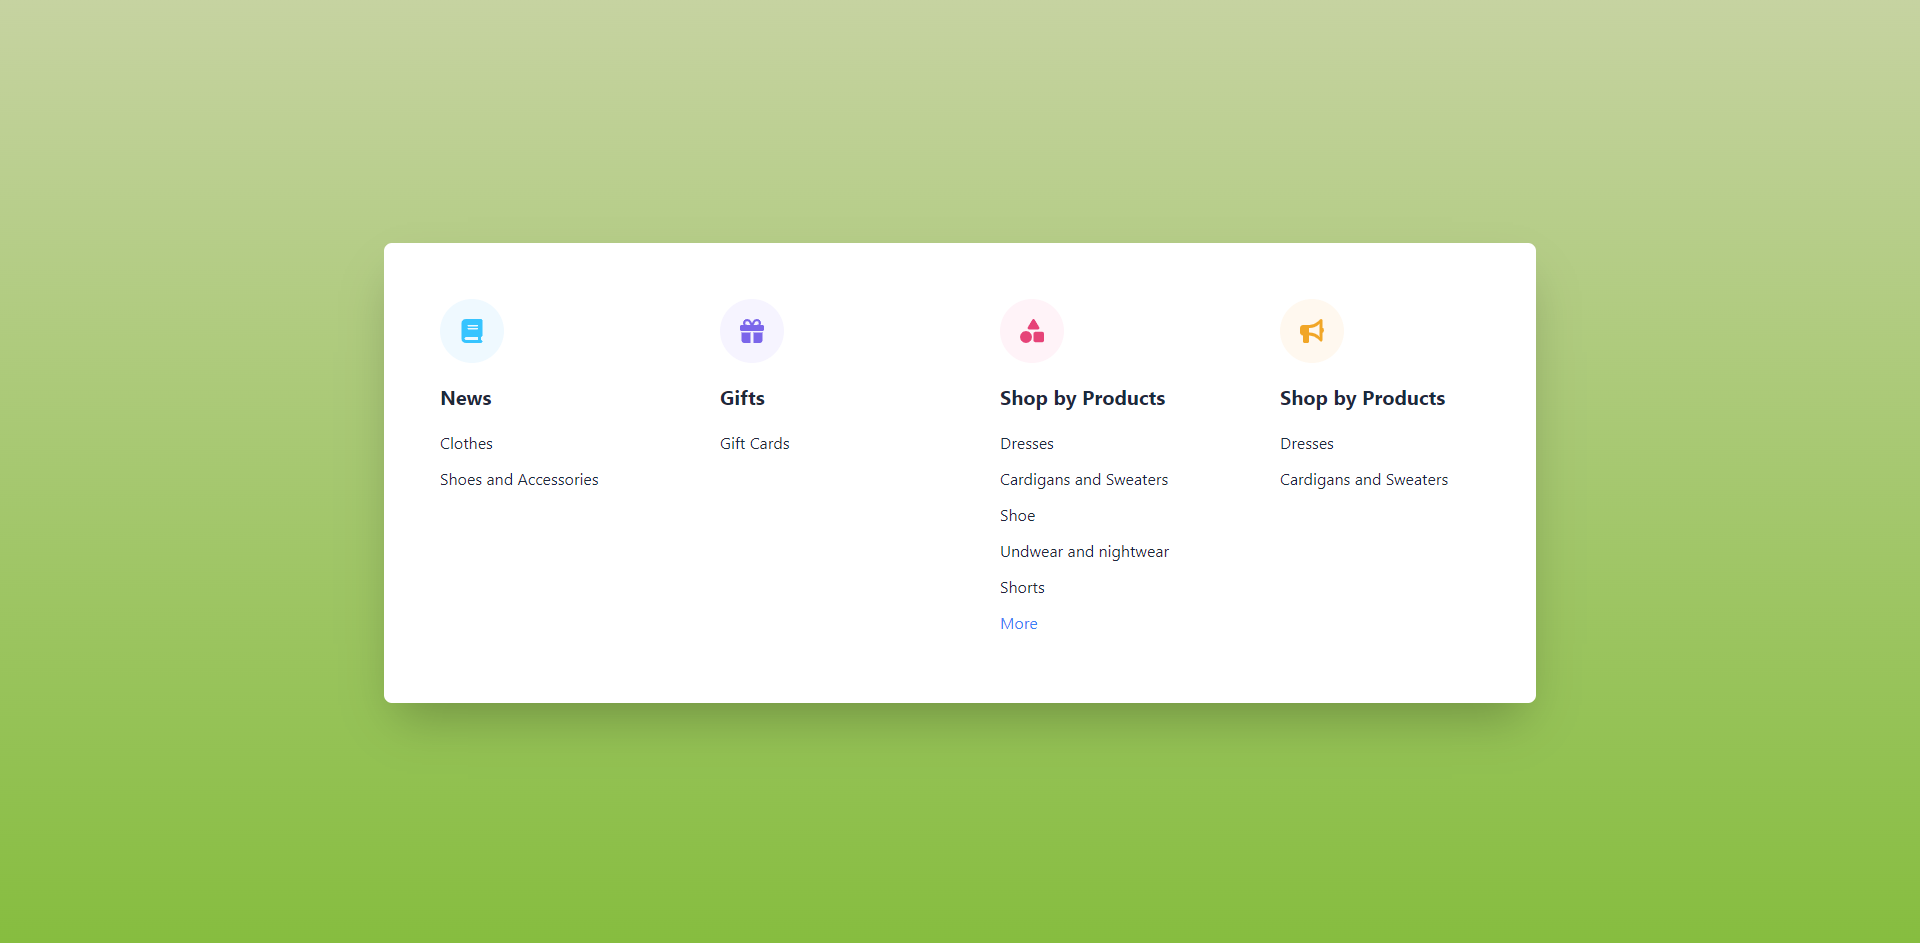 News
Clothes
Shoes and Accessories
Gifts
Gift Cards
Shop by Products
Dresses
Cardigans and Sweaters
Shoe
Undwear and nightwear
Shorts
More
Shop by Products
Dresses
Cardigans and Sweaters